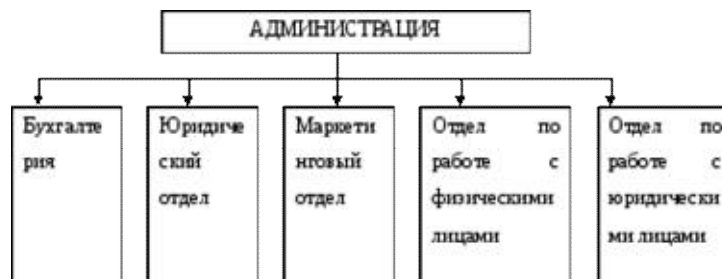 АДМИНИСТРАЦИЯ
Бухгалте
рия
Юридиче
ский
отдел
Маркети
нговый
отдел
Отдел по
работе с
физическими
лицами
Отдел по
работе с
юридически
ми лицами